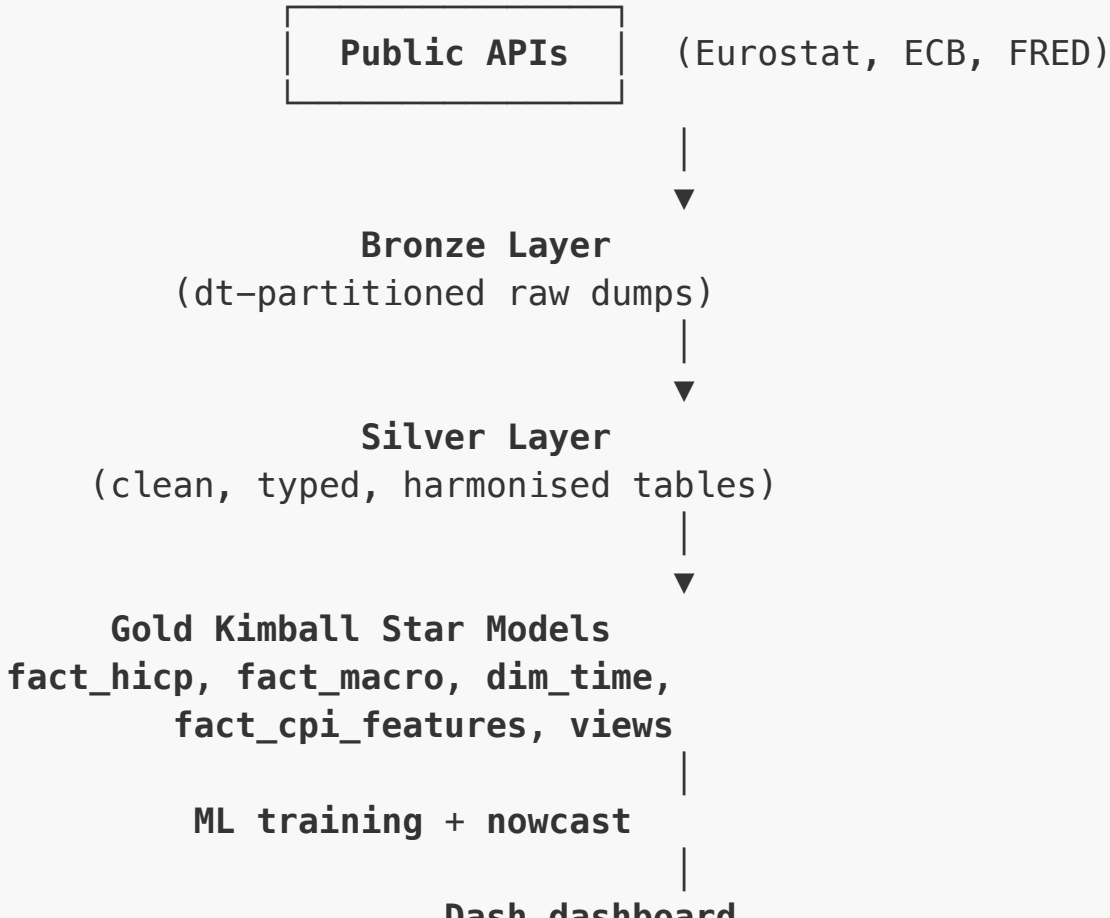 Public APIs (Eurostat, ECB, FRED)
Bronze Layer
(dt-partitioned raw dumps)
Silver Layer
(clean, typed, harmonised tables)
Gold Kimball Star Models
fact_hicp, fact_macro, dim_time,
fact_cpi_features, views
ML training + nowcast
Dash dashboard